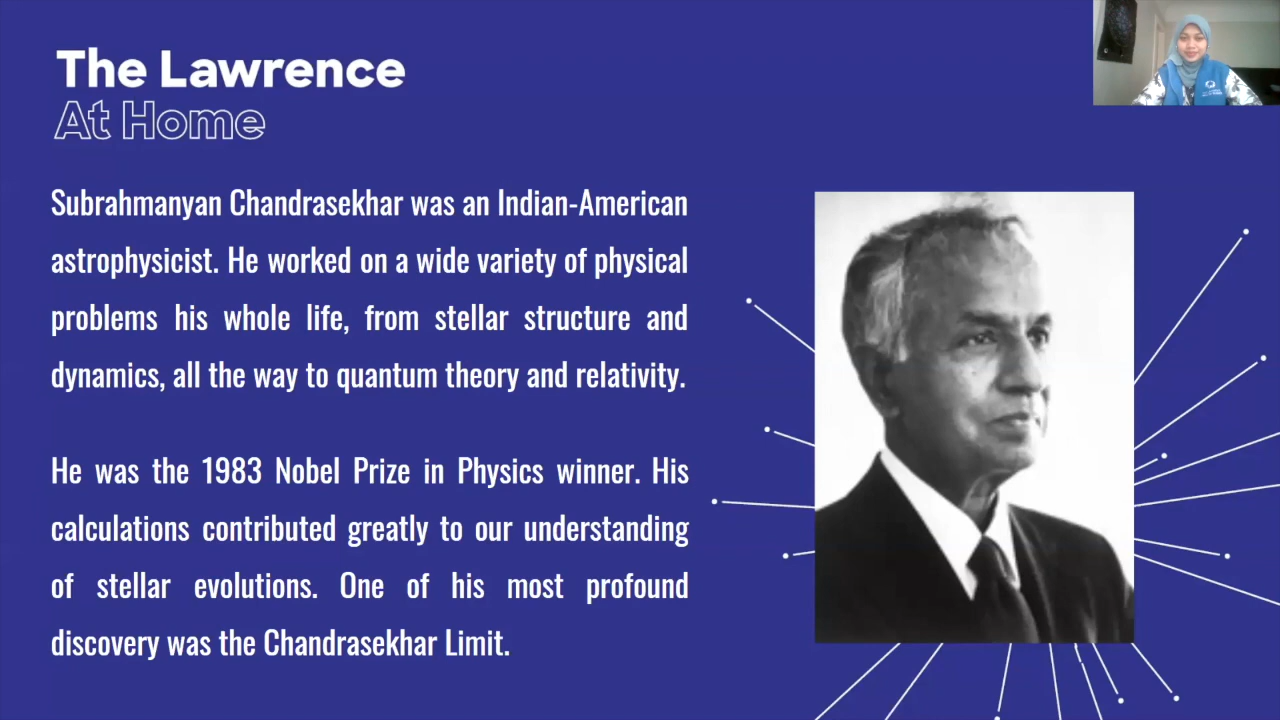 The Lawrence
At Home
Subrahmanyan Chandrasekhar was an Indian-American
astrophysicist. He worked on a wide variety of physical
problems his whole life, from stellar structure and
dynamics, all the way to quantum theory and relativity.
He was the 1983 Nobel Prize in Physics winner. His
calculations contributed greatly to our understanding
of stellar evolutions. One of his most profound
discovery was the Chandrasekhar Limit.